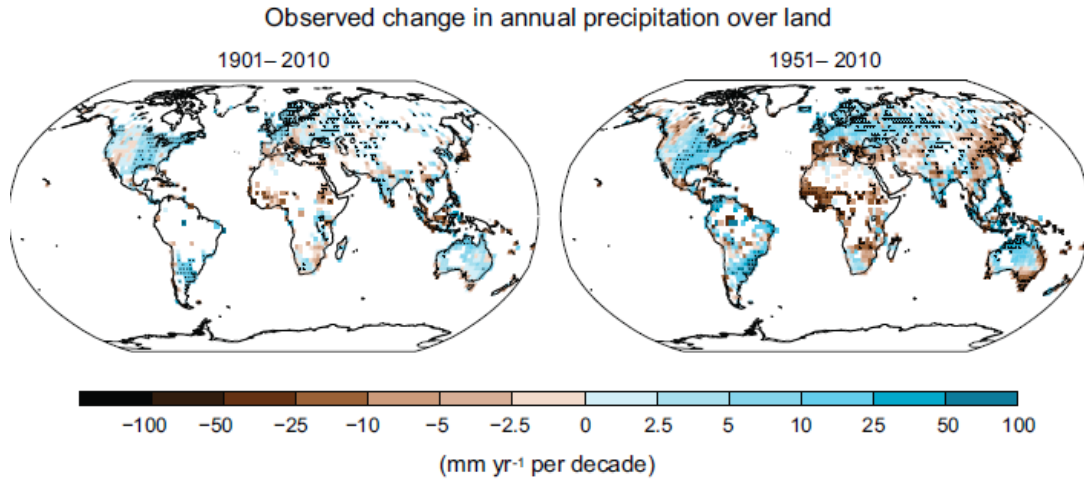 Observed change in annual precipitation over land
1901– 2010
1951– 2010
−100 −50 −25 −10 −5 −2.5 0 2.5 5 10 25 50 100
(mm yr⁻¹ per decade)